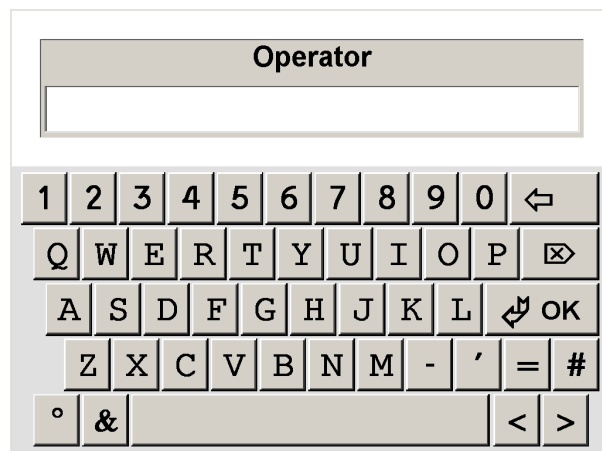 Operator
1 2 3 4 5 6 7 8 9 0 ⇦
Q W E R T Y U I O P ⌦
A S D F G H J K L OK
Z X C V B N M - ′ = #
° & < >